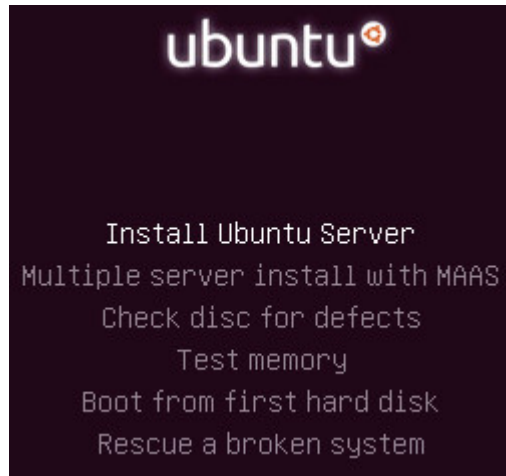 ubuntu
Install Ubuntu Server
Multiple server install with MAAS
Check disc for defects
Test memory
Boot from first hard disk
Rescue a broken system